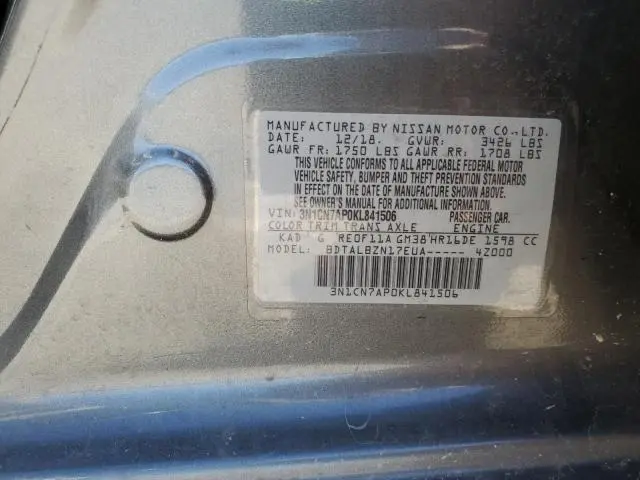 MANUFACTURED BY NISSAN MOTOR CO., LTD.
DATE: 12/18. GVWR: 3426 LBS
GAWR FR: 1750 LBS GAWR RR: 1708 LBS
THIS VEHICLE CONFORMS TO ALL APPLICABLE FEDERAL MOTOR
VEHICLE SAFETY, BUMPER AND THEFT PREVENTION STANDARDS
IN EFFECT ON THE DATE OF MANUFACTURE SHOWN ABOVE.
SEE OWNER'S MANUAL FOR ADDITIONAL INFORMATION.
VIN: 3N1CN7AP0KL841506 PASSENGER CAR.
COLOR TRIM TRANS AXLE ENGINE
KAD G RE0F11A GM38 HR16DE 1598 CC
MODEL: BDTALBZN17EUA----- 4Z000
3N1CN7AP0KL841506